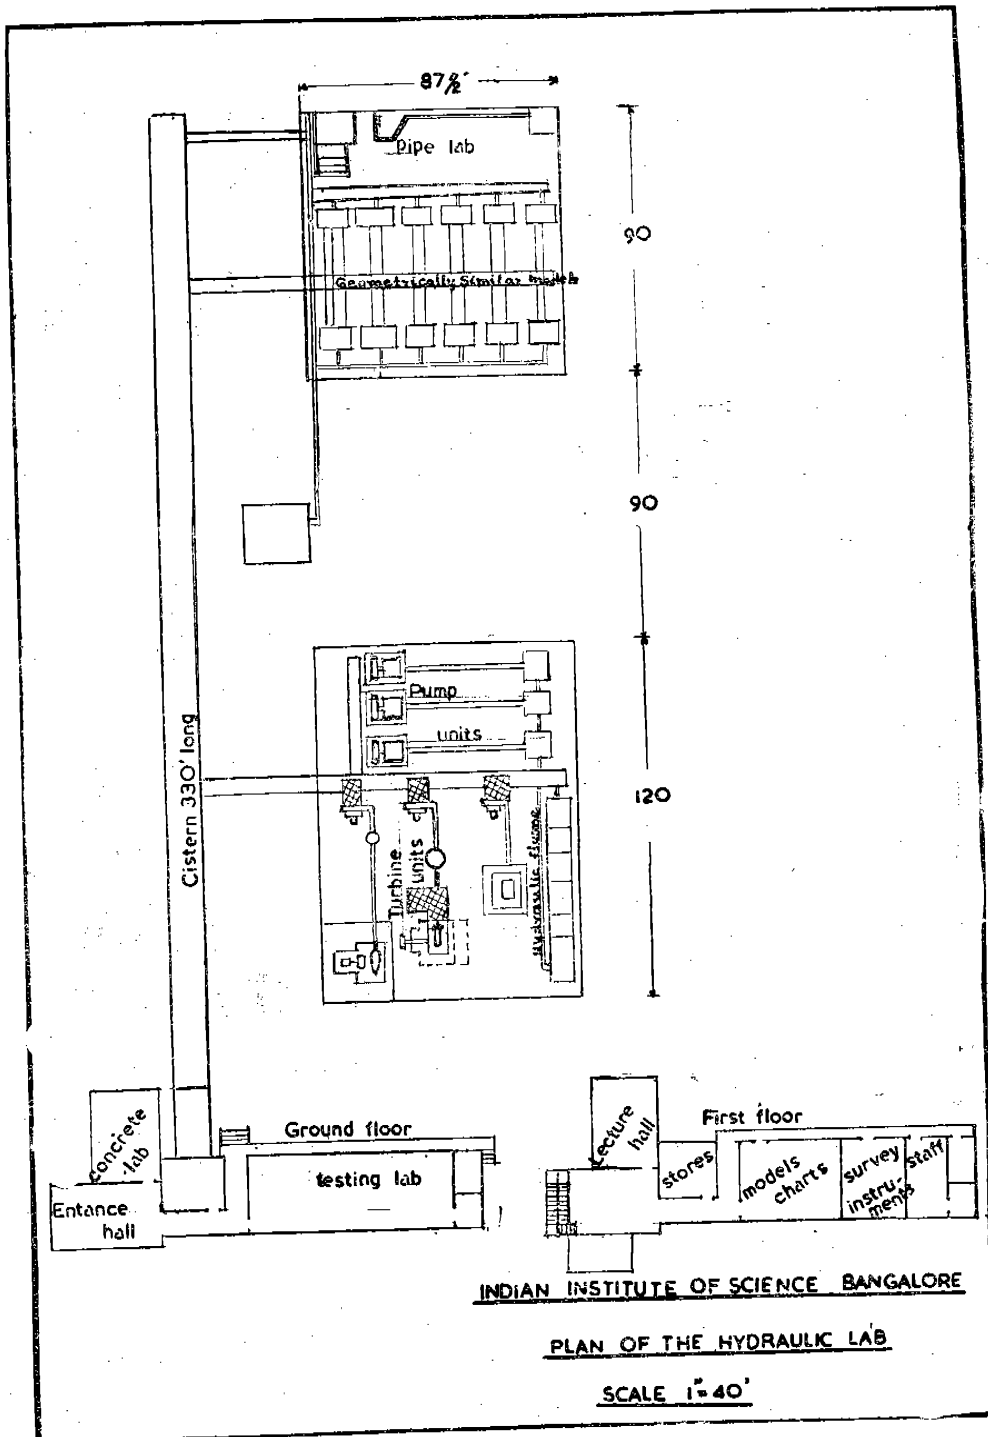 87½'
Pipe lab
90
Geometrically Similar models
90
Pump
units
Cistern 330' long
120
Turbine
units
Hydraulic flume
concrete
lab
Ground floor
testing lab
Entance
hall
Lecture
hall
First floor
stores
models
charts
survey
instru-
ments
staff
INDIAN INSTITUTE OF SCIENCE BANGALORE
PLAN OF THE HYDRAULIC LAB
SCALE 1"=40'